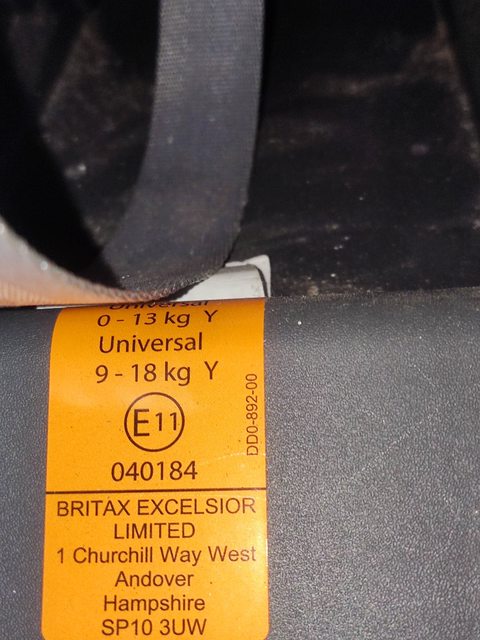 Universal
0 - 13 kg Y
Universal
9 - 18 kg Y
E11
040184
DD0-892-00
BRITAX EXCELSIOR
LIMITED
1 Churchill Way West
Andover
Hampshire
SP10 3UW